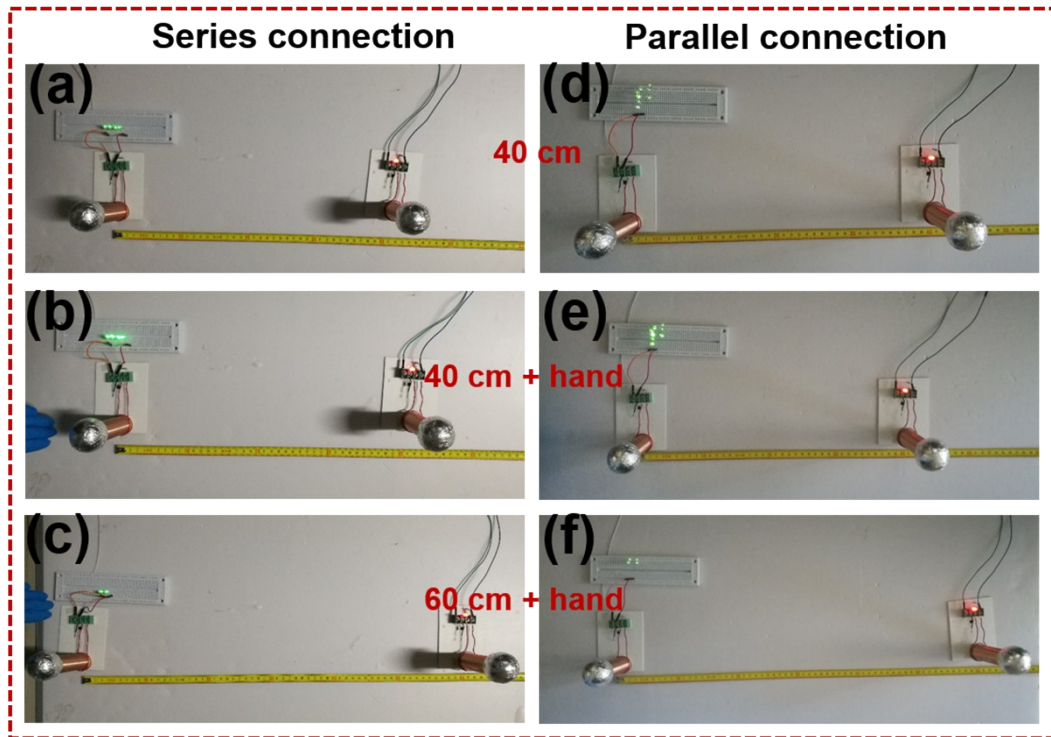 Series connection
Parallel connection
(a)
(d)
40 cm
(b)
(e)
40 cm + hand
(c)
(f)
60 cm + hand